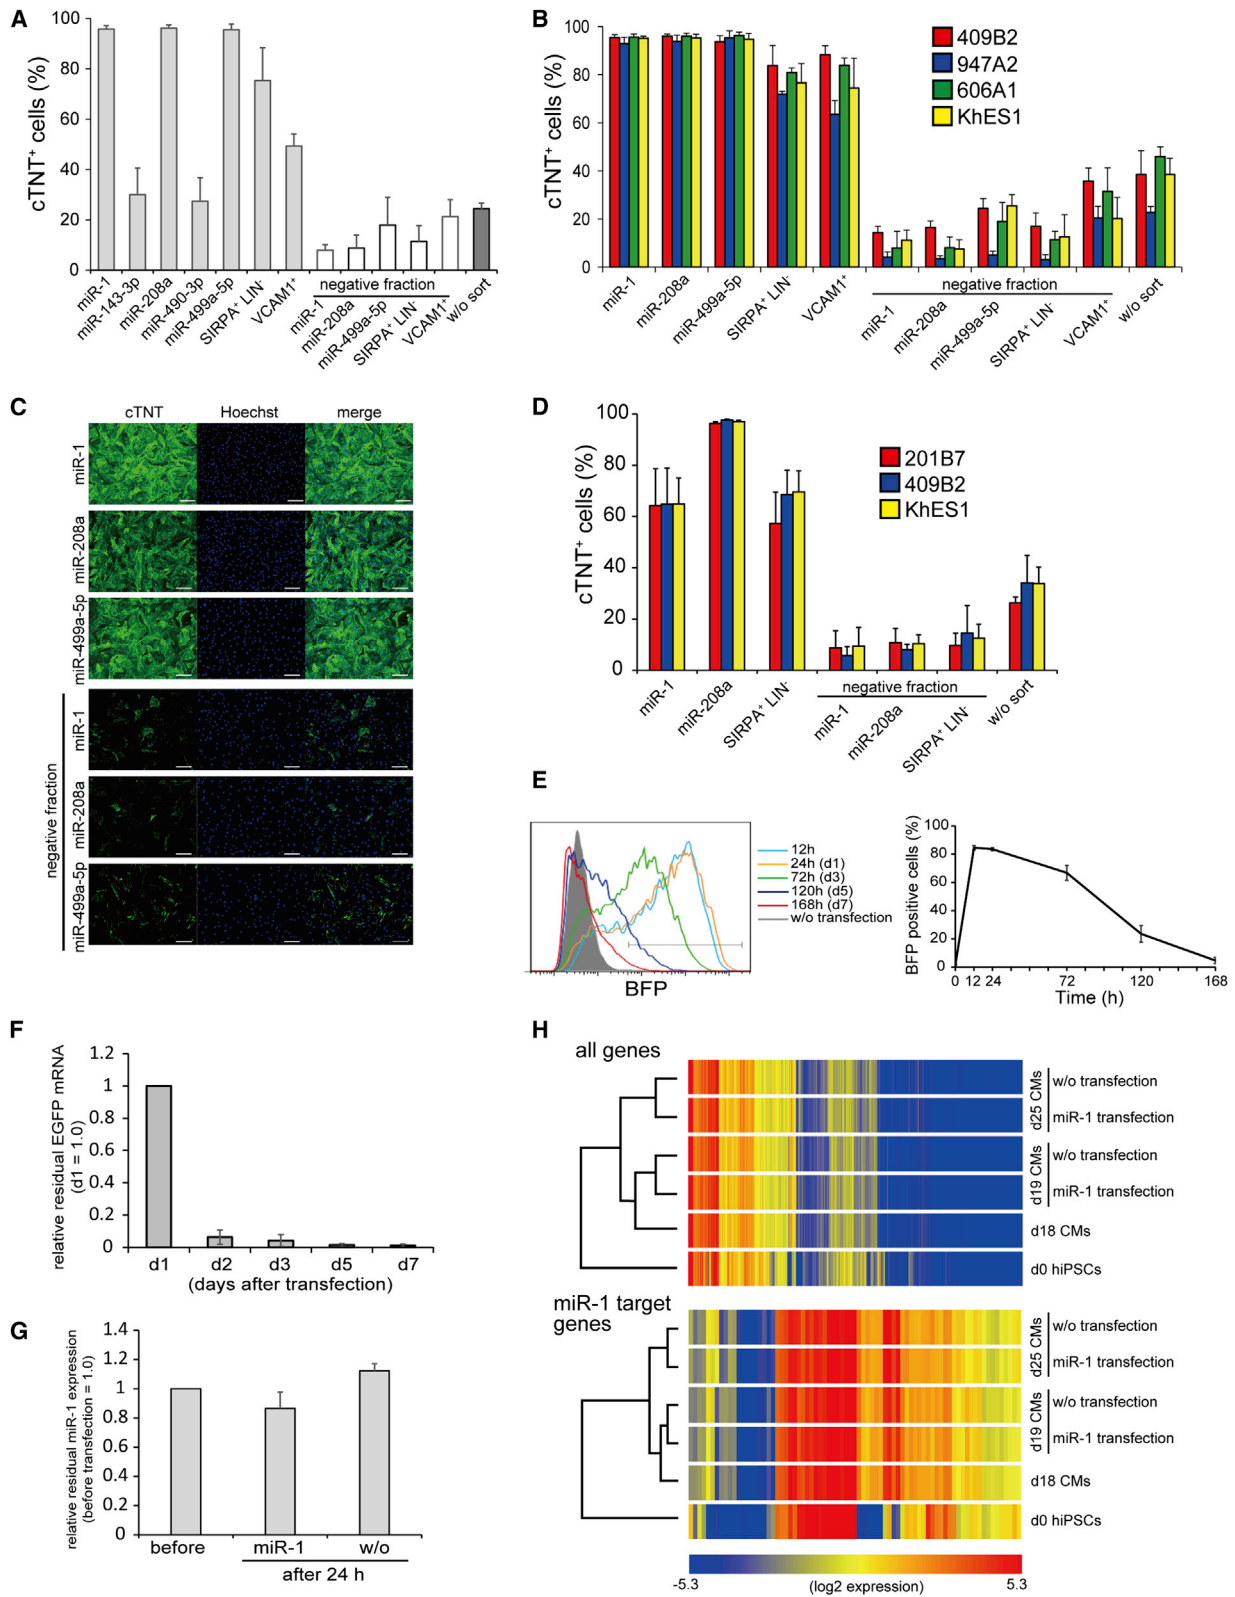 A
cTNT+ cells (%)
100
80
60
40
20
0
miR-1
miR-143-3p
miR-208a
miR-490-3p
miR-499a-5p
SIRPA+ LIN-
VCAM1+
negative fraction
miR-1
miR-208a
miR-499a-5p
SIRPA+ LIN-
VCAM1+
w/o sort
B
cTNT+ cells (%)
100
80
60
40
20
0
409B2
947A2
606A1
KhES1
miR-1
miR-208a
miR-499a-5p
SIRPA+ LIN-
VCAM1+
negative fraction
miR-1
miR-208a
miR-499a-5p
SIRPA+ LIN-
VCAM1+
w/o sort
C
cTNT Hoechst merge
miR-1
miR-208a
miR-499a-5p
negative fraction
miR-1
miR-208a
miR-499a-5p
D
cTNT+ cells (%)
100
80
60
40
20
0
201B7
409B2
KhES1
miR-1
miR-208a
SIRPA+ LIN-
negative fraction
miR-1
miR-208a
SIRPA+ LIN-
w/o sort
E
12h
24h (d1)
72h (d3)
120h (d5)
168h (d7)
w/o transfection
BFP
BFP positive cells (%)
100
80
60
40
20
0
0 12 24 72 120 168
Time (h)
F
relative residual EGFP mRNA
(d1 = 1.0)
1.2
1
0.8
0.6
0.4
0.2
0
d1 d2 d3 d5 d7
(days after transfection)
G
relative residual miR-1 expression
(before transfection = 1.0)
1.4
1.2
1
0.8
0.6
0.4
0.2
0
before miR-1 w/o
after 24 h
H
all genes
d25 CMs
w/o transfection
miR-1 transfection
d19 CMs
w/o transfection
miR-1 transfection
d18 CMs
d0 hiPSCs
miR-1 target
genes
d25 CMs
w/o transfection
miR-1 transfection
d19 CMs
w/o transfection
miR-1 transfection
d18 CMs
d0 hiPSCs
-5.3 (log2 expression) 5.3